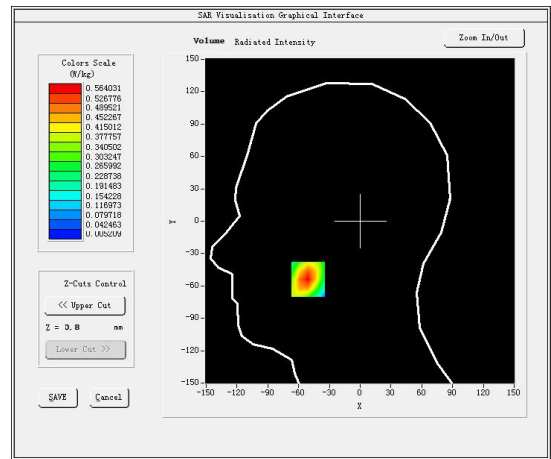 SAR Visualisation Graphical Interface
Volume Radiated Intensity
Zoom In/Out
Colors Scale
(W/kg)
0.564031
0.526776
0.489521
0.452267
0.415012
0.377757
0.340502
0.303247
0.265992
0.228738
0.191483
0.154228
0.116973
0.079718
0.042463
0.005209
Z-Cuts Control
<< Upper Cut
Z = 0.8 mm
Lower Cut >>
SAVE
Cancel
150
120
90
60
30
0
-30
-60
-90
-120
-150
Y
-150 -120 -90 -60 -30 0 30 60 90 120 150
X